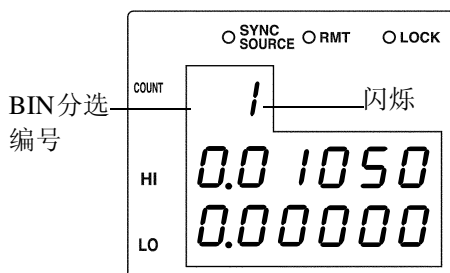 SYNC
SOURCE RMT LOCK
COUNT
BIN分选
编号
1
闪烁
HI 0.01050
LO 0.00000